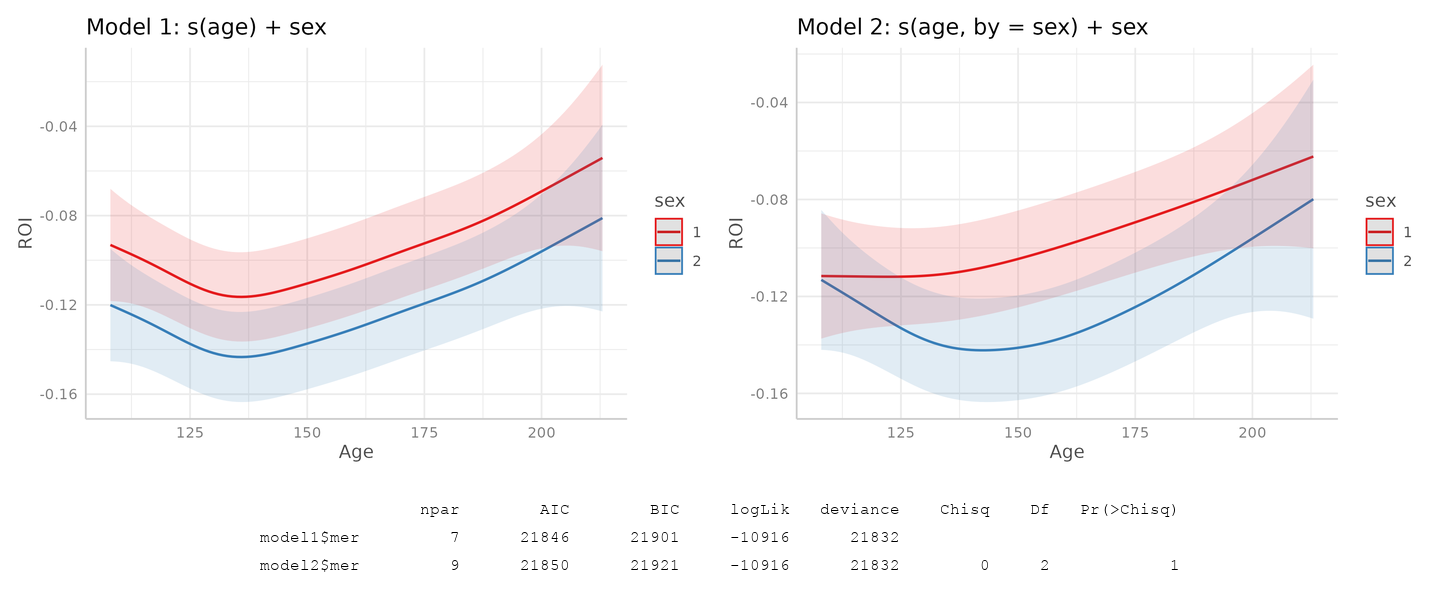 Model 1: s(age) + sex
-0.04
-0.08
-0.12
-0.16
ROI
125 150 175 200
Age
sex
1
2
Model 2: s(age, by = sex) + sex
-0.04
-0.08
-0.12
-0.16
ROI
125 150 175 200
Age
sex
1
2
npar AIC BIC logLik deviance Chisq Df Pr(>Chisq)
model1$mer 7 21846 21901 -10916 21832
model2$mer 9 21850 21921 -10916 21832 0 2 1